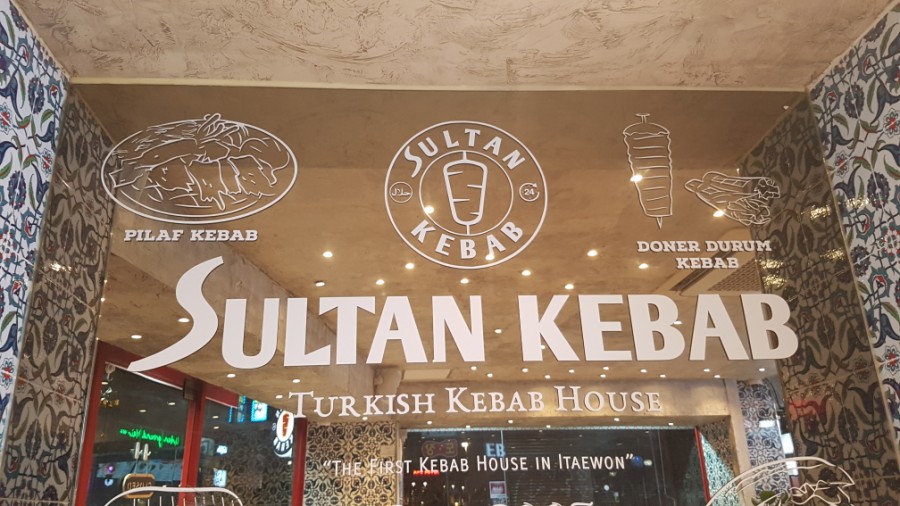 SULTAN
حلال
24
KEBAB
PILAF KEBAB
DONER DURUM
KEBAB
SULTAN KEBAB
TURKISH KEBAB HOUSE
"THE FIRST KEBAB HOUSE IN ITAEWON"